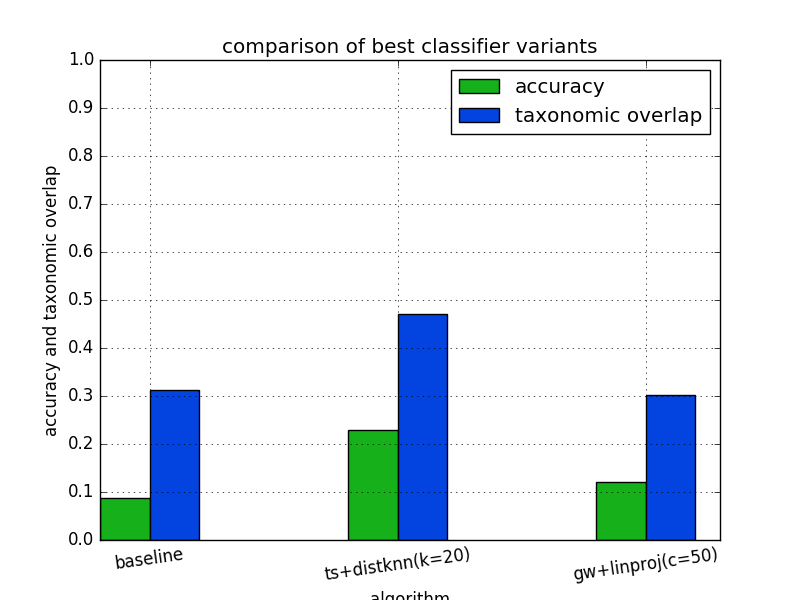 comparison of best classifier variants
accuracy
taxonomic overlap
accuracy and taxonomic overlap
1.0
0.9
0.8
0.7
0.6
0.5
0.4
0.3
0.2
0.1
0.0
baseline
ts+distknn(k=20)
gw+linproj(c=50)
algorithm